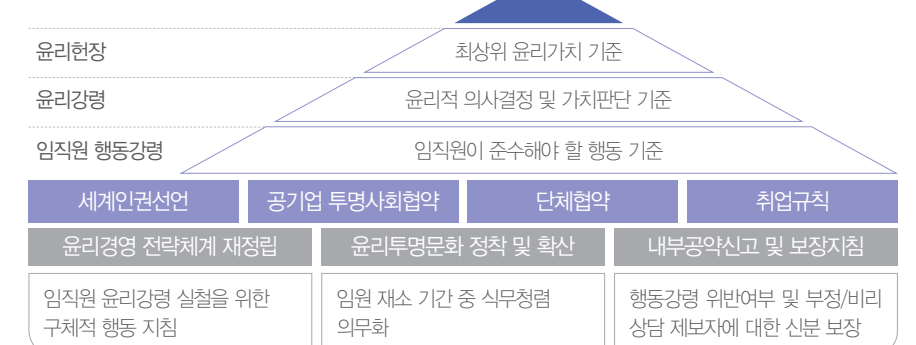 윤리헌장
최상위 윤리가치 기준
윤리강령
윤리적 의사결정 및 가치판단 기준
임직원 행동강령
임직원이 준수해야 할 행동 기준
세계인권선언
공기업 투명사회협약
단체협약
취업규칙
윤리경영 전략체계 재정립
윤리투명문화 정착 및 확산
내부공약신고 및 보장지침
임직원 윤리강령 실철을 위한
구체적 행동 지침
임원 재소 기간 중 식무청렴
의무화
행동강령 위반여부 및 부정/비리
상담 제보자에 대한 신분 보장